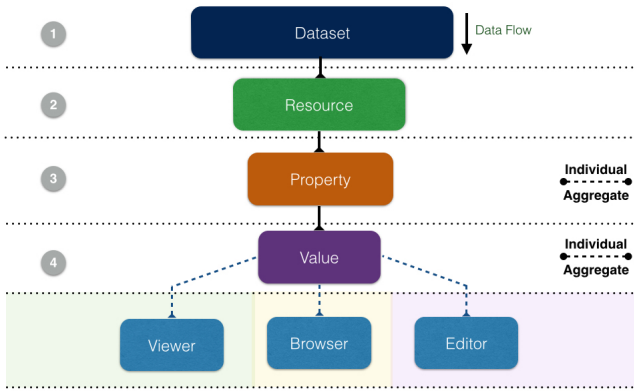 1
Dataset
Data Flow
2
Resource
3
Property
Individual
Aggregate
4
Value
Individual
Aggregate
Viewer
Browser
Editor